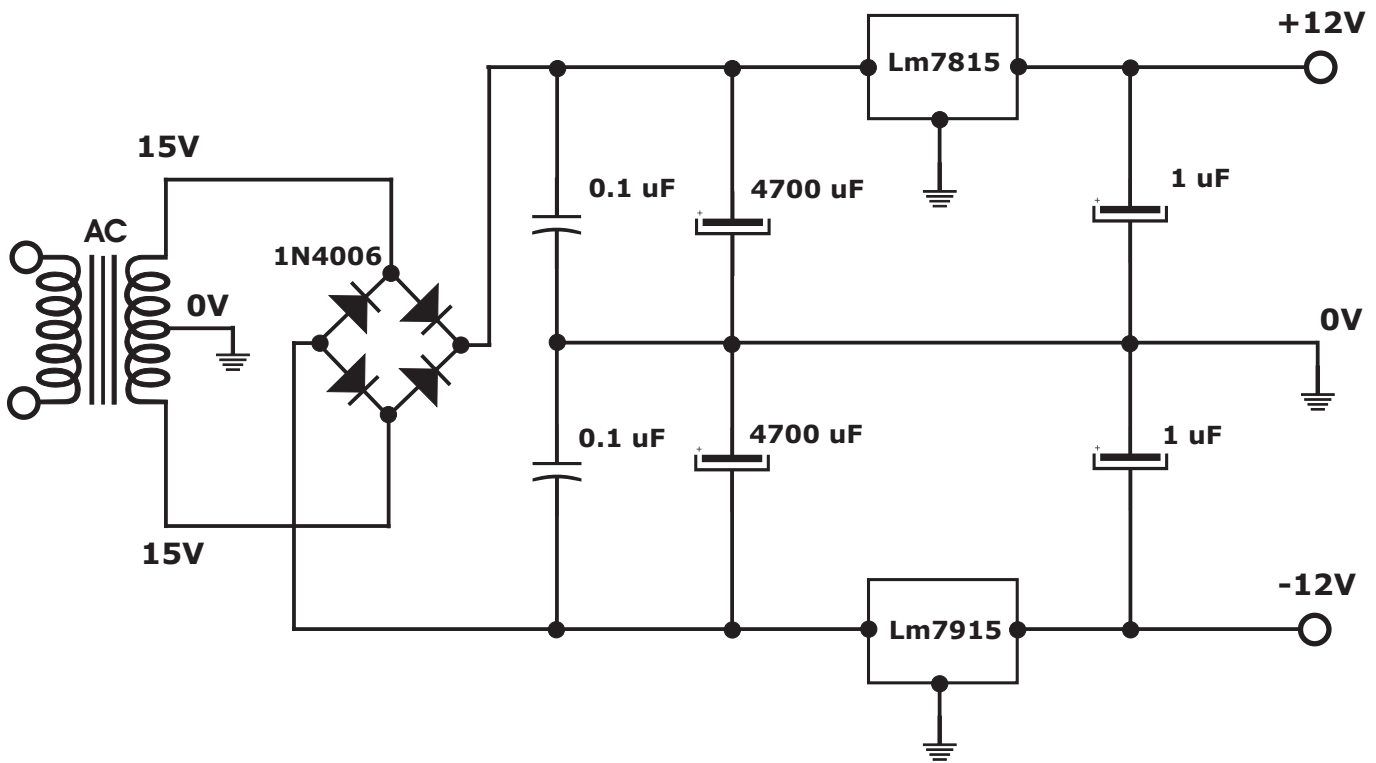 +12V
Lm7815
15V
0.1 uF
4700 uF
1 uF
AC
1N4006
0V
0V
0.1 uF
4700 uF
1 uF
15V
-12V
Lm7915